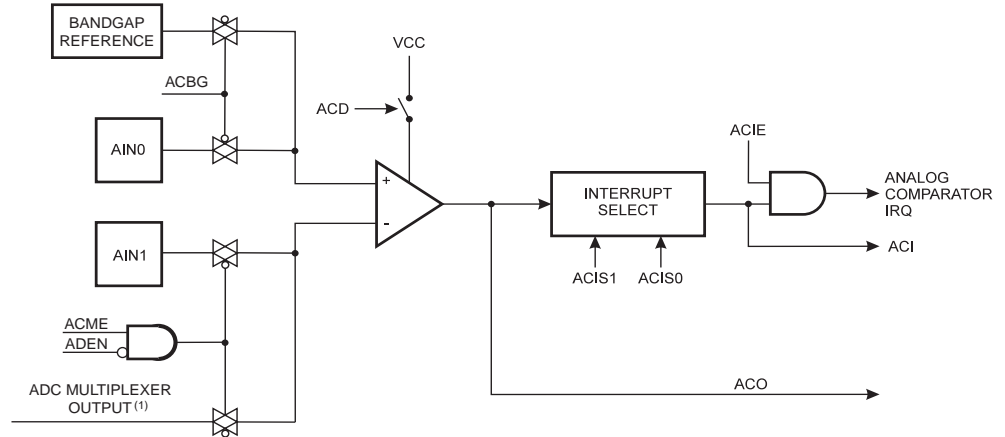 BANDGAP
REFERENCE
ACBG
AIN0
AIN1
ACME
ADEN
ADC MULTIPLEXER
OUTPUT (1)
VCC
ACD
+
-
INTERRUPT
SELECT
ACIS1 ACIS0
ACIE
ANALOG
COMPARATOR
IRQ
ACI
ACO